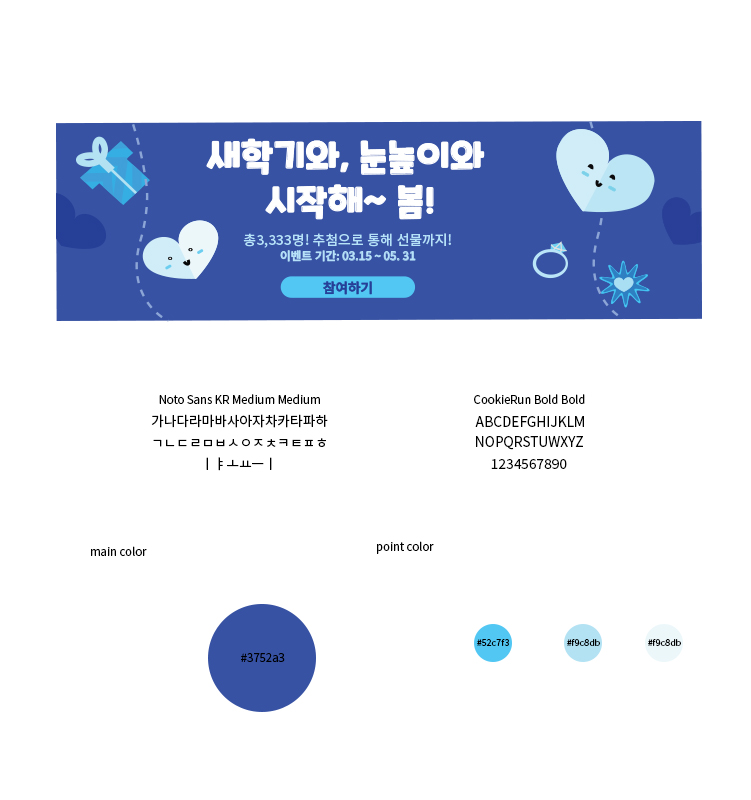 새학기와, 눈높이와
시작해~ 봄!
총3,333명! 추첨으로 통해 선물까지!
이벤트 기간: 03.15 ~ 05. 31
참여하기
Noto Sans KR Medium Medium
가나다라마바사아자차카타파하
ㄱㄴㄷㄹㅁㅂㅅㅇㅈㅊㅋㅌㅍㅎ
ㅣㅑㅗㅛㅡㅣ
CookieRun Bold Bold
ABCDEFGHIJKLM
NOPQRSTUWXYZ
1234567890
main color
point color
#3752a3
#52c7f3
#f9c8db
#f9c8db